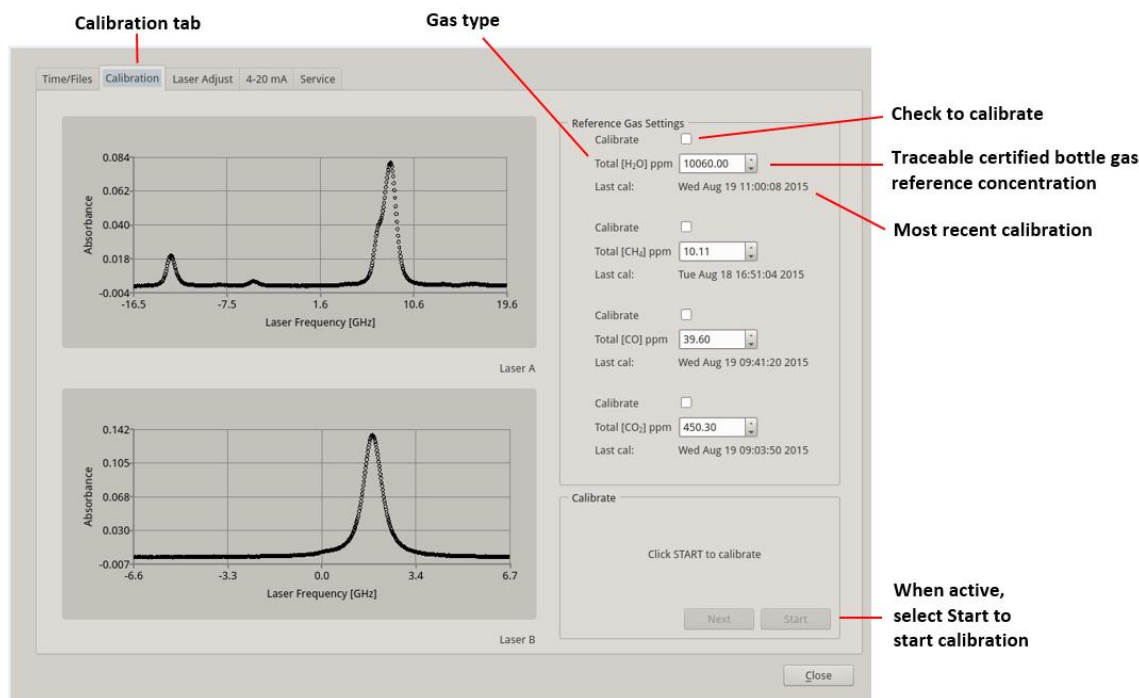 Calibration tab
Gas type
Time/Files Calibration Laser Adjust 4-20 mA Service
0.084
0.062
0.040
0.018
-0.004
Absorbance
-16.5 -7.5 1.6 10.6 19.6
Laser Frequency [GHz]
Laser A
0.142
0.105
0.068
0.030
-0.007
Absorbance
-6.6 -3.3 0.0 3.4 6.7
Laser Frequency [GHz]
Laser B
Reference Gas Settings
Calibrate
Total [H₂O] ppm 10060.00
Last cal: Wed Aug 19 11:00:08 2015
Calibrate
Total [CH₄] ppm 10.11
Last cal: Tue Aug 18 16:51:04 2015
Calibrate
Total [CO] ppm 39.60
Last cal: Wed Aug 19 09:41:20 2015
Calibrate
Total [CO₂] ppm 450.30
Last cal: Wed Aug 19 09:03:50 2015
Calibrate
Click START to calibrate
Next Start
Close
Check to calibrate
Traceable certified bottle gas
reference concentration
Most recent calibration
When active,
select Start to
start calibration